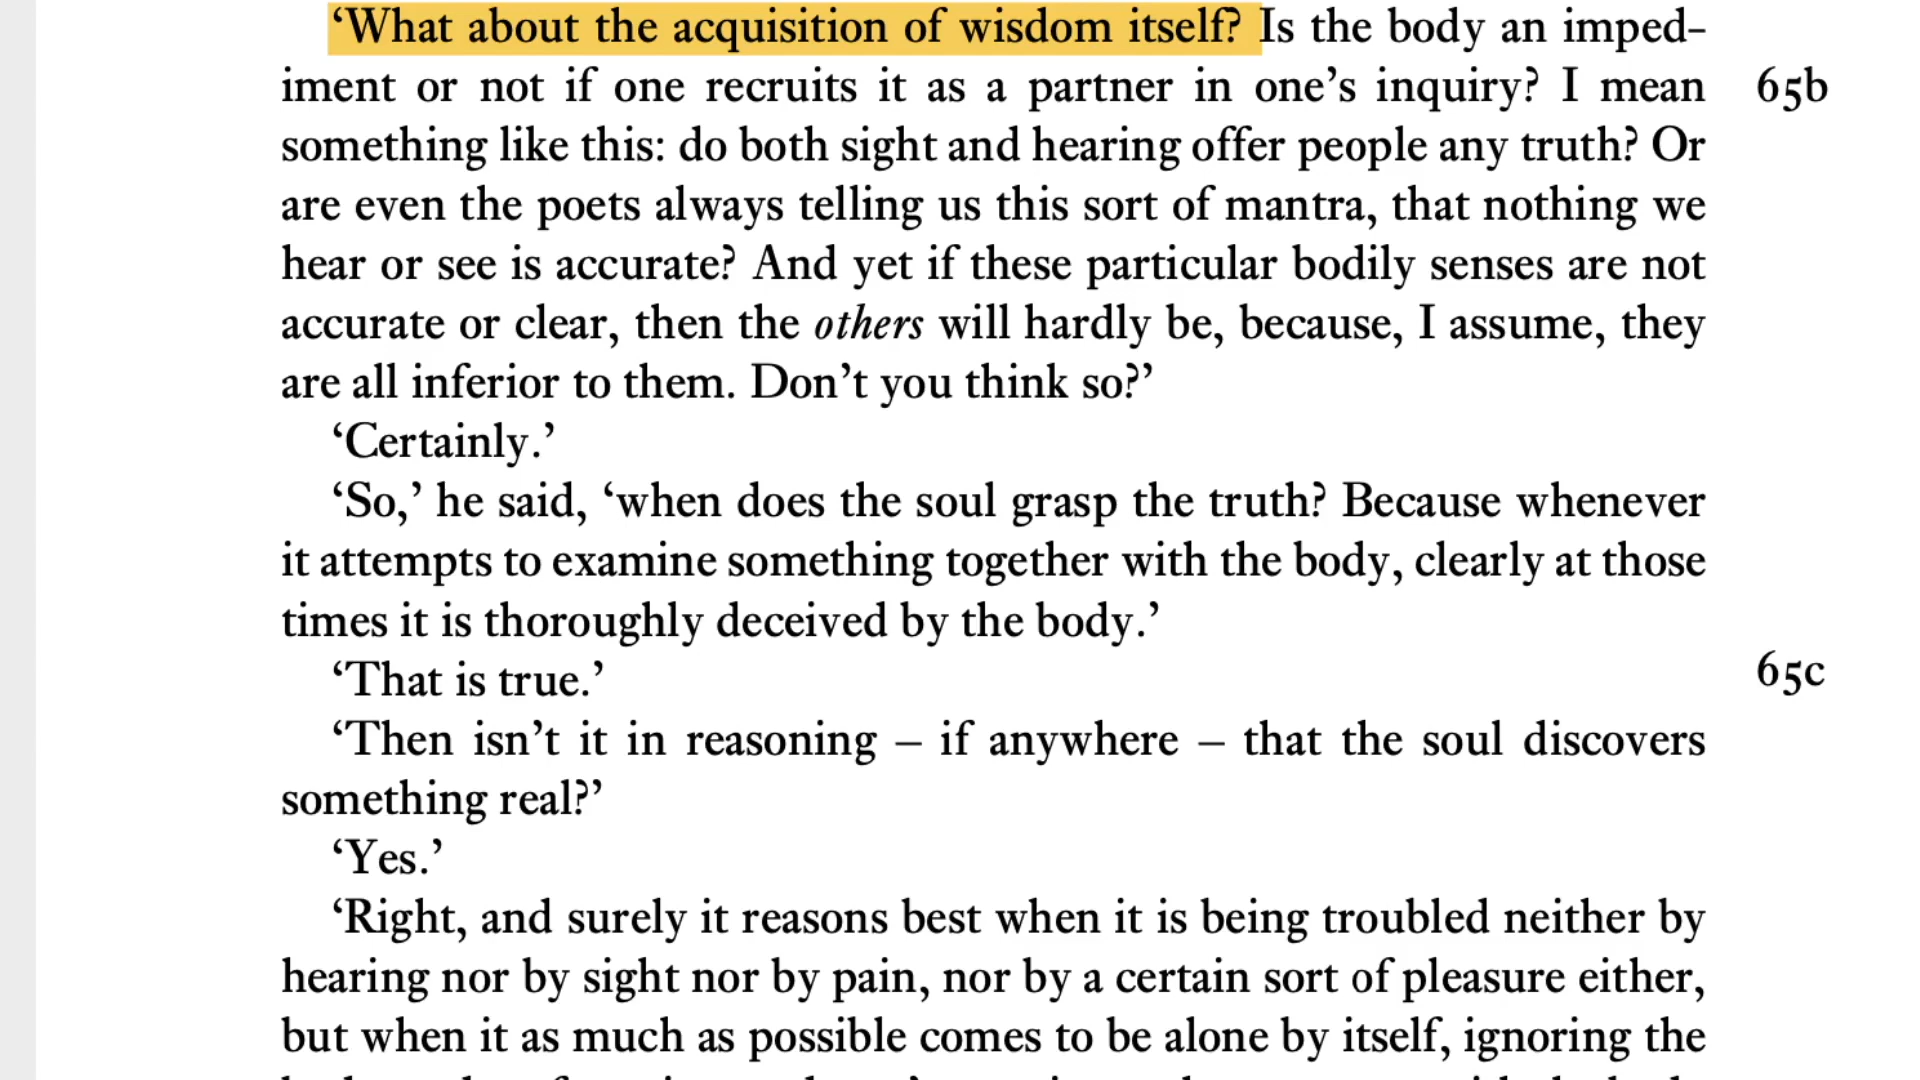 ‘What about the acquisition of wisdom itself? Is the body an imped–
iment or not if one recruits it as a partner in one’s inquiry? I mean
65b
something like this: do both sight and hearing offer people any truth? Or
are even the poets always telling us this sort of mantra, that nothing we
hear or see is accurate? And yet if these particular bodily senses are not
accurate or clear, then the others will hardly be, because, I assume, they
are all inferior to them. Don’t you think so?’
‘Certainly.’
‘So,’ he said, ‘when does the soul grasp the truth? Because whenever
it attempts to examine something together with the body, clearly at those
times it is thoroughly deceived by the body.’
‘That is true.’
65c
‘Then isn’t it in reasoning – if anywhere – that the soul discovers
something real?’
‘Yes.’
‘Right, and surely it reasons best when it is being troubled neither by
hearing nor by sight nor by pain, nor by a certain sort of pleasure either,
but when it as much as possible comes to be alone by itself, ignoring the